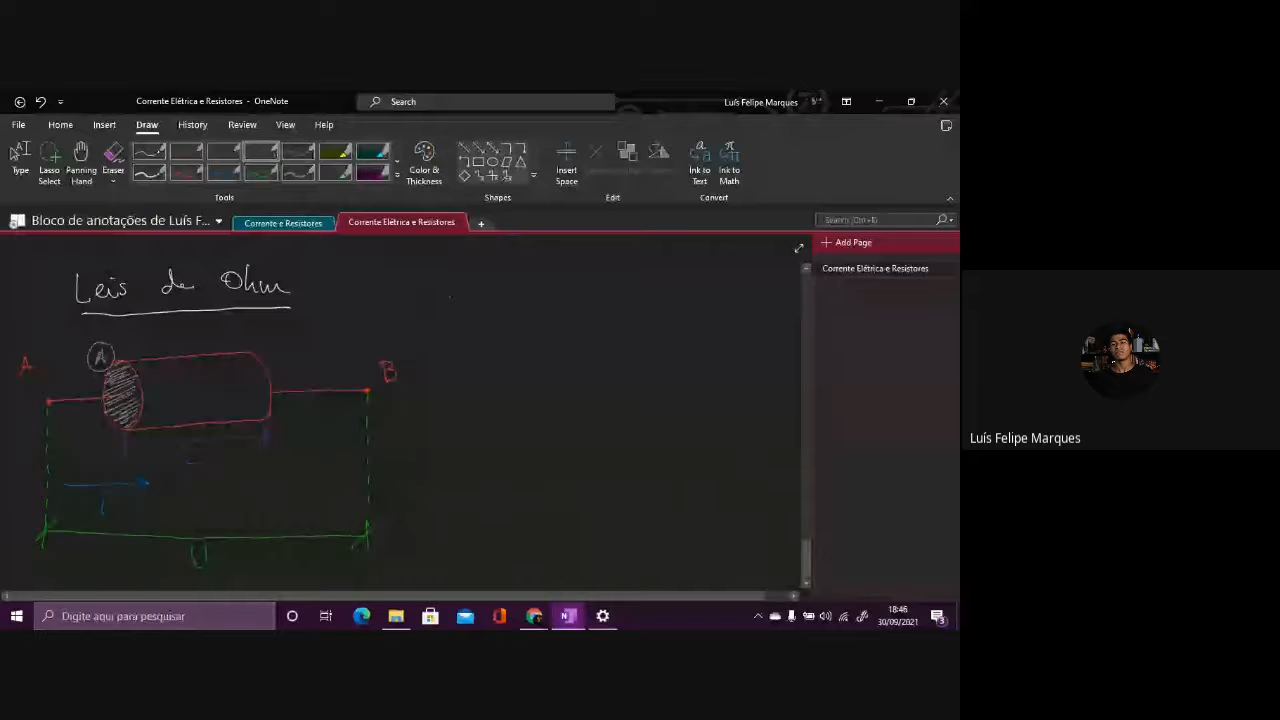 Corrente Elétrica e Resistores - OneNote
Search
Luís Felipe Marques
File Home Insert Draw History Review View Help
Type
Lasso Select
Panning Hand
Eraser
Color & Thickness
Insert Space
Ink to Text
Ink to Math
Tools
Shapes
Edit
Convert
Bloco de anotações de Luís F...
Corrente e Resistores
Corrente Elétrica e Resistores
Search (Ctrl+E)
Add Page
Corrente Elétrica e Resistores
Leis de Ohm
A
A
B
i
U
Luís Felipe Marques
Digite aqui para pesquisar
18:46
30/09/2021
3